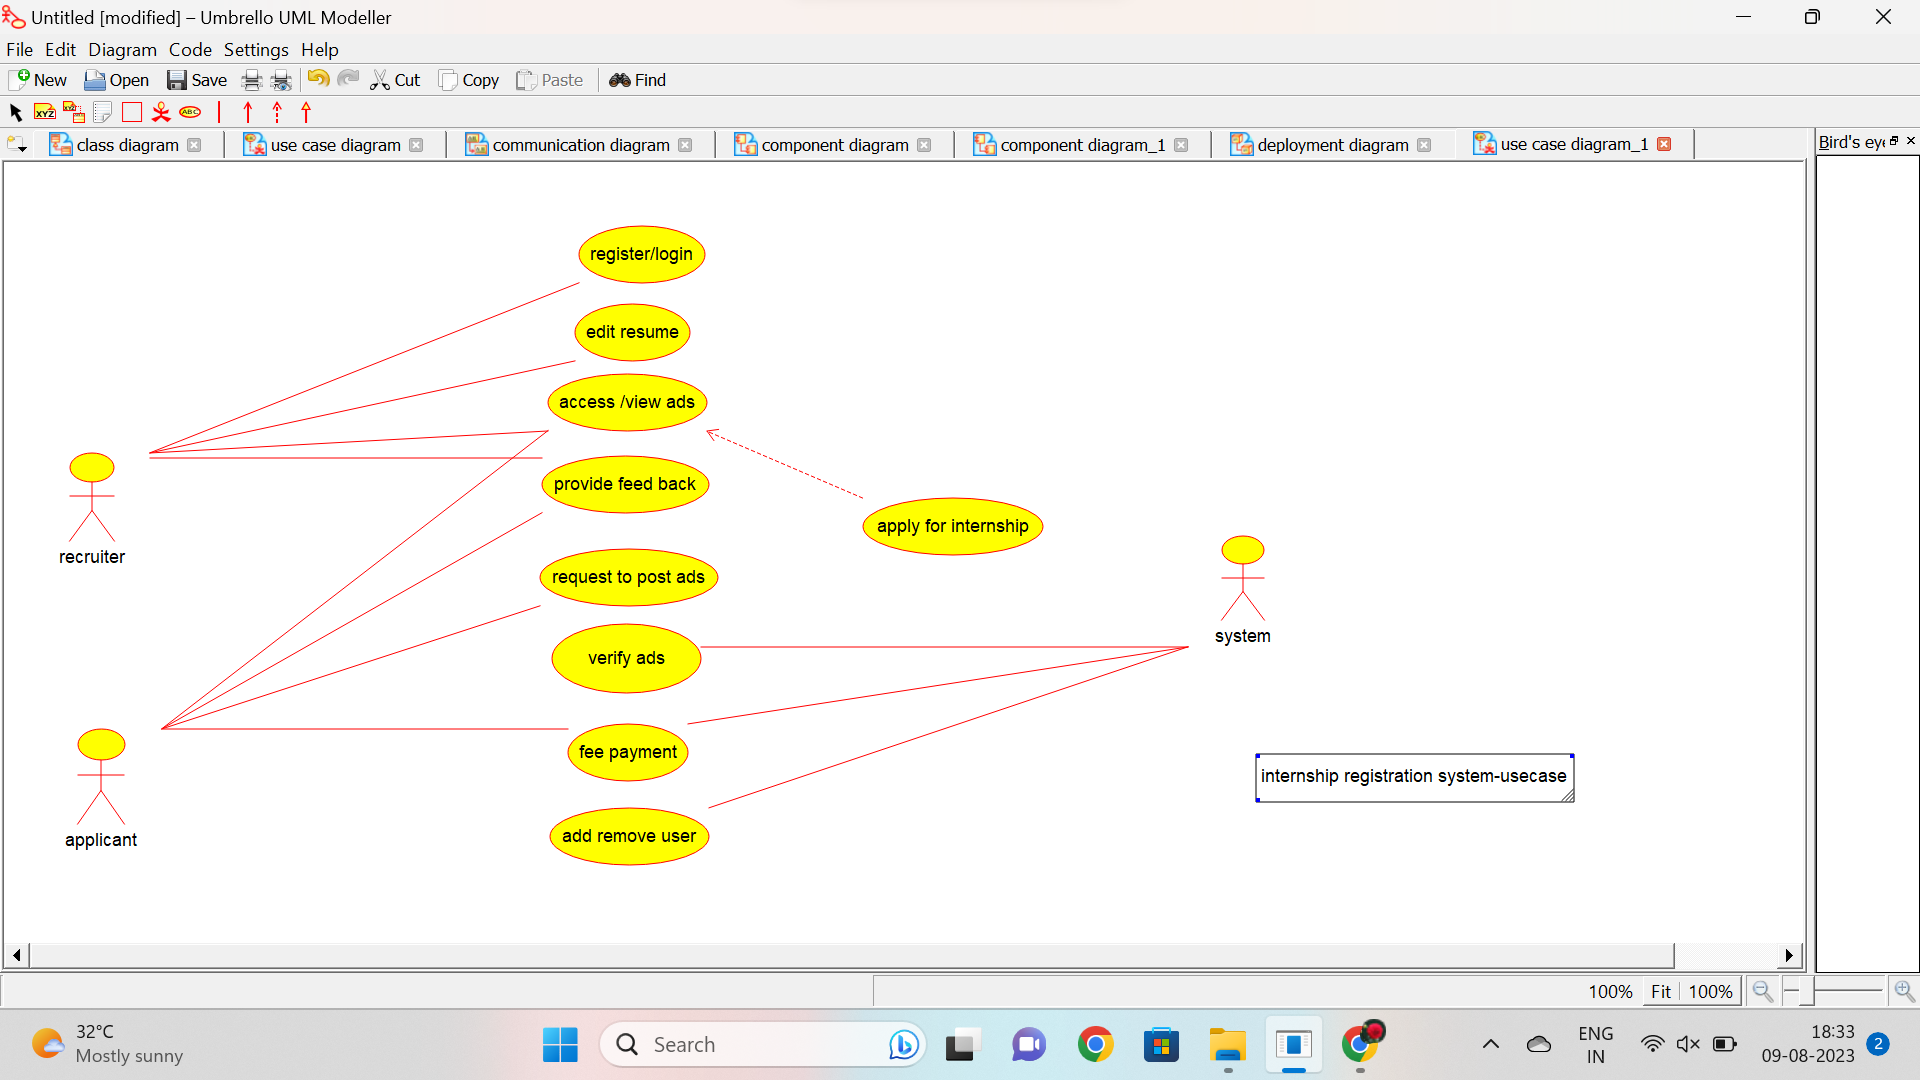 Untitled [modified] – Umbrello UML Modeller
File Edit Diagram Code Settings Help
New Open Save Cut Copy Paste Find
XYZ XYZ ABC
class diagram use case diagram communication diagram component diagram component diagram_1 deployment diagram use case diagram_1
Bird's eye
register/login
edit resume
access /view ads
provide feed back
apply for internship
recruiter
request to post ads
system
verify ads
fee payment
internship registration system-usecase
add remove user
applicant
100% Fit 100%
32°C
Mostly sunny
Search
ENG
IN
18:33
09-08-2023
2